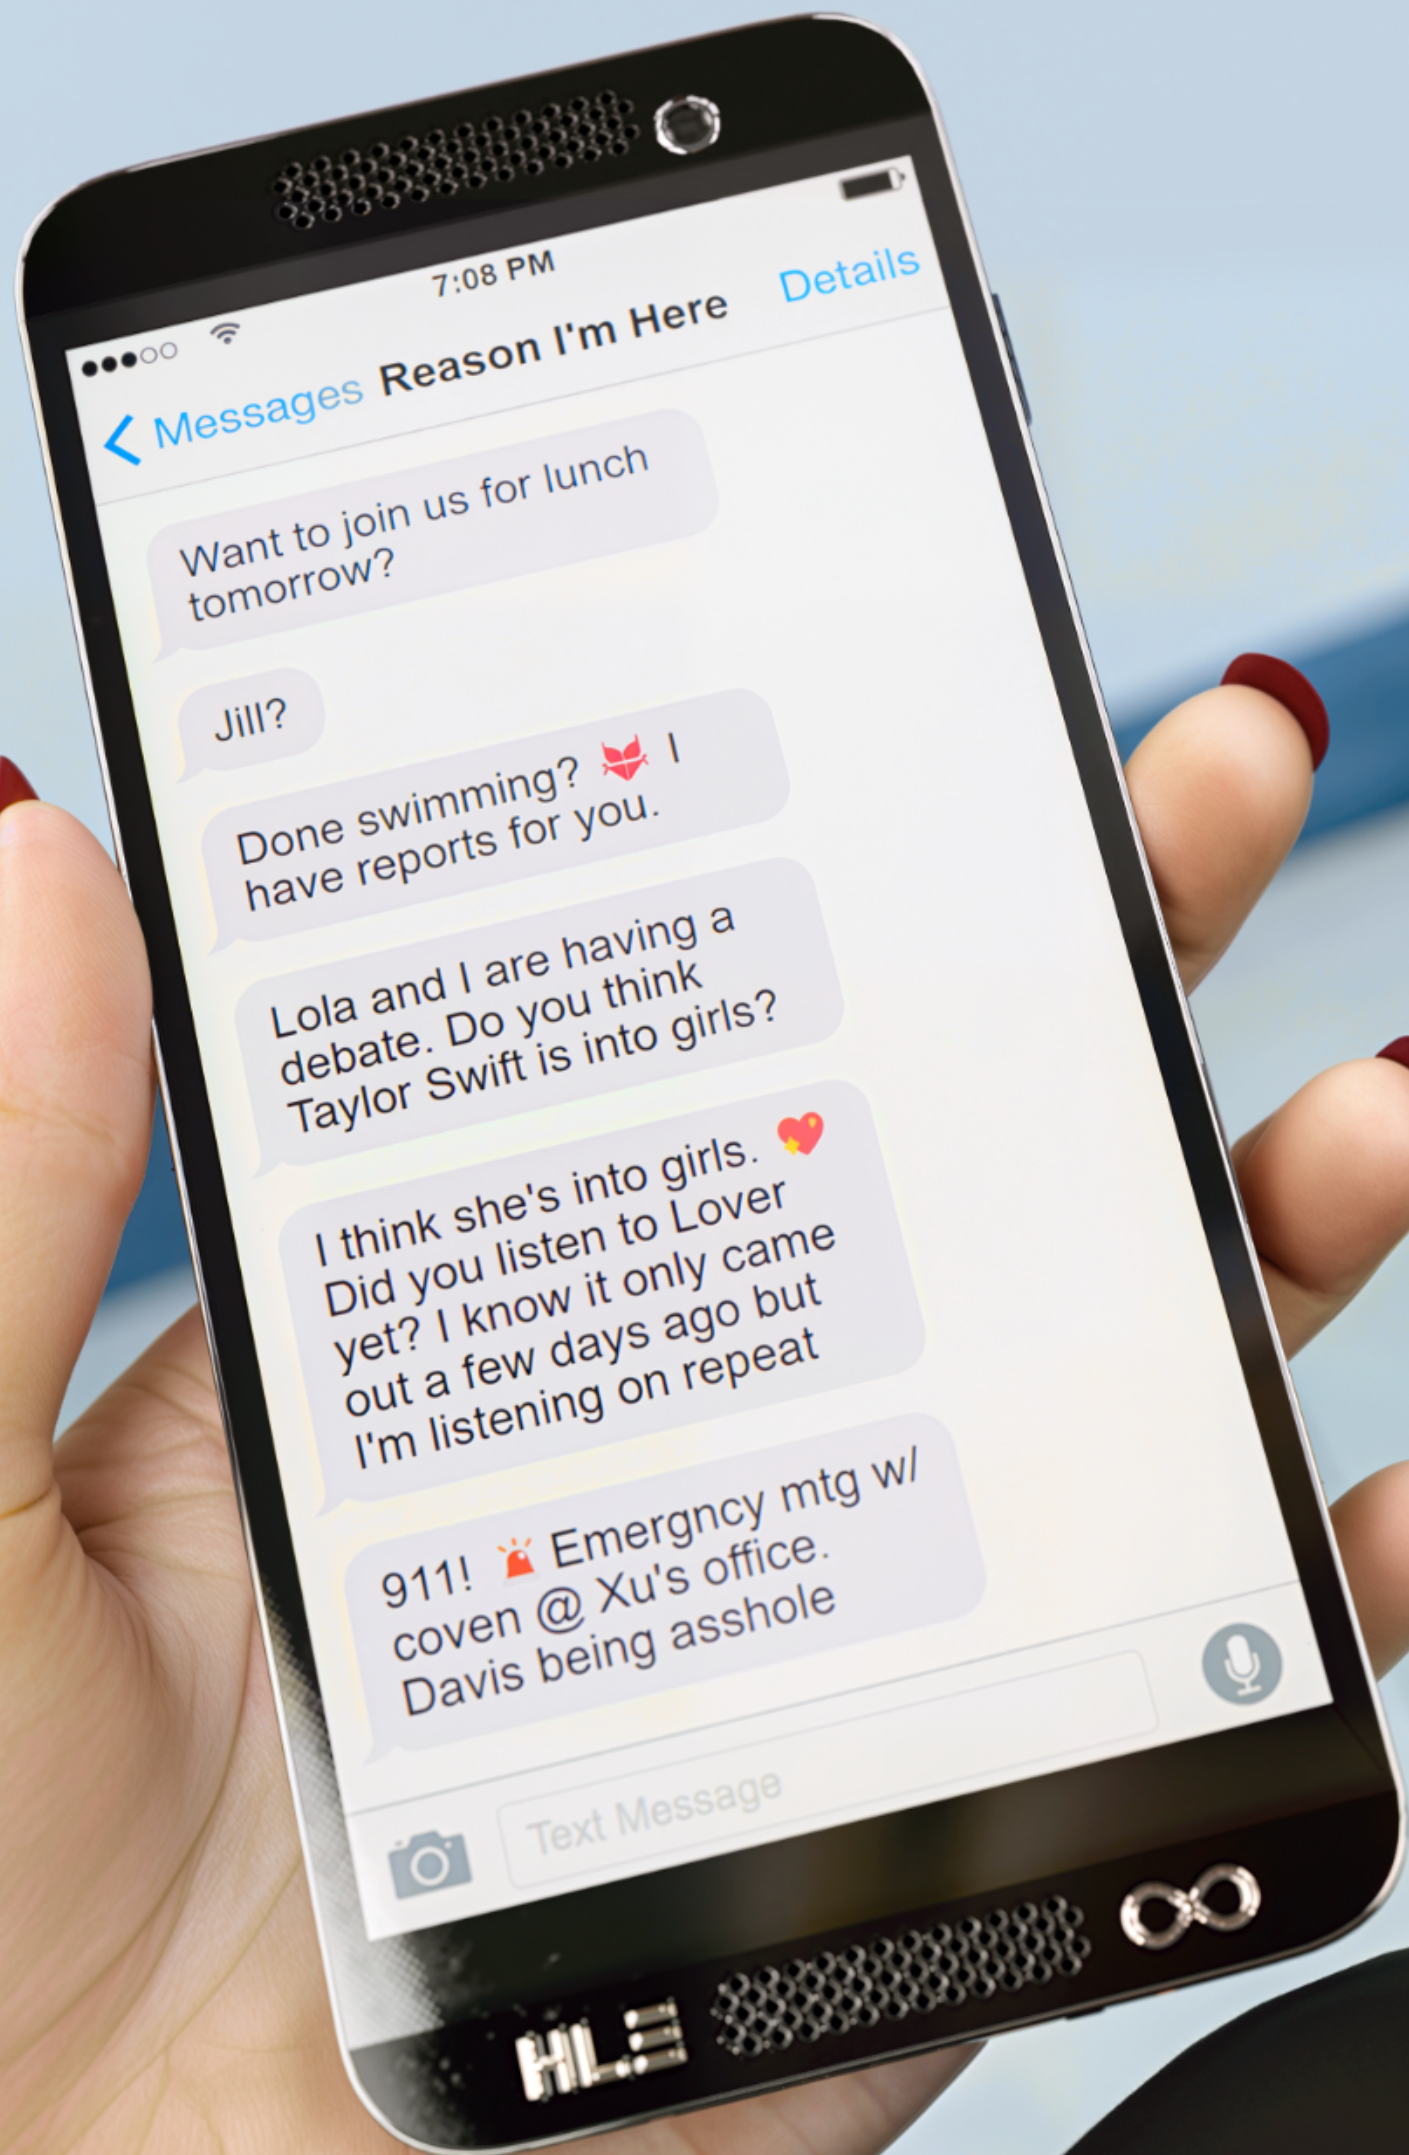 7:08 PM
Messages
Reason I'm Here
Details
Want to join us for lunch
tomorrow?
Jill?
Done swimming? 👙 I
have reports for you.
Lola and I are having a
debate. Do you think
Taylor Swift is into girls?
I think she's into girls. 💖
Did you listen to Lover
yet? I know it only came
out a few days ago but
I'm listening on repeat
911! 🚨 Emergncy mtg w/
coven @ Xu's office.
Davis being asshole
Text Message
HLE